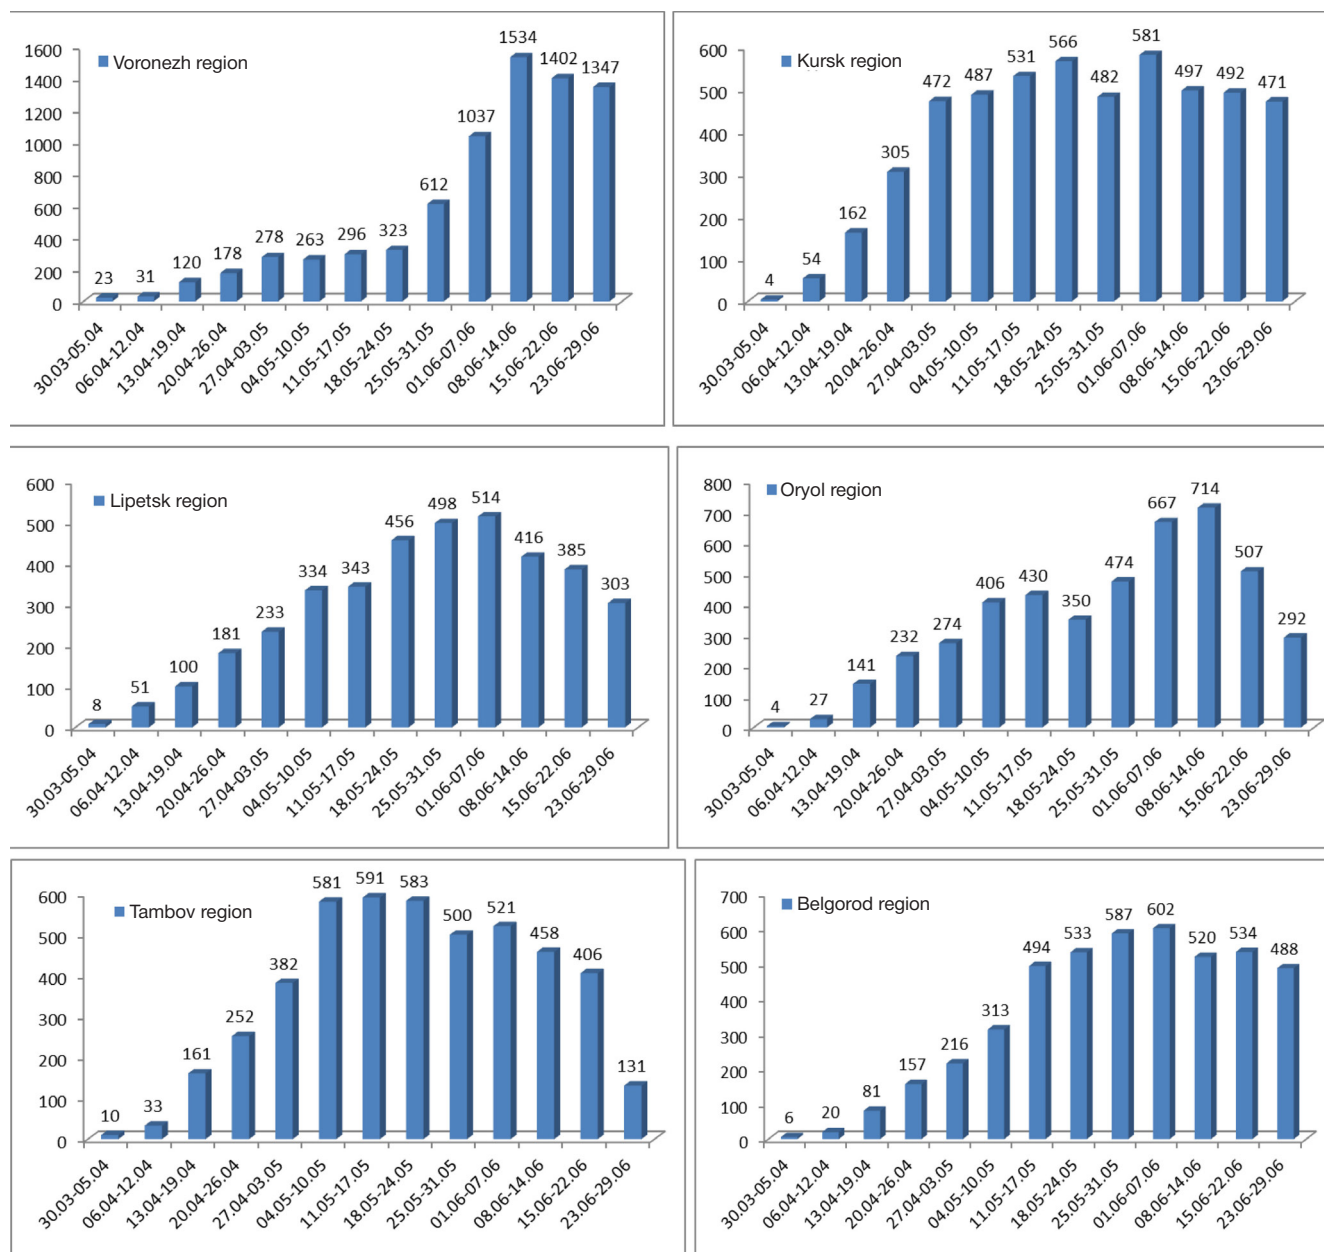 Voronezh region
1600
1400
1200
1000
800
600
400
200
0
23 31 120 178 278 263 296 323 612 1037 1534 1402 1347
30.03-05.04 06.04-12.04 13.04-19.04 20.04-26.04 27.04-03.05 04.05-10.05 11.05-17.05 18.05-24.05 25.05-31.05 01.06-07.06 08.06-14.06 15.06-22.06 23.06-29.06
Kursk region
600
500
400
300
200
100
0
4 54 162 305 472 487 531 566 482 581 497 492 471
30.03-05.04 06.04-12.04 13.04-19.04 20.04-26.04 27.04-03.05 04.05-10.05 11.05-17.05 18.05-24.05 25.05-31.05 01.06-07.06 08.06-14.06 15.06-22.06 23.06-29.06
Lipetsk region
600
500
400
300
200
100
0
8 51 100 181 233 334 343 456 498 514 416 385 303
30.03-05.04 06.04-12.04 13.04-19.04 20.04-26.04 27.04-03.05 04.05-10.05 11.05-17.05 18.05-24.05 25.05-31.05 01.06-07.06 08.06-14.06 15.06-22.06 23.06-29.06
Oryol region
800
700
600
500
400
300
200
100
0
4 27 141 232 274 406 430 350 474 667 714 507 292
30.03-05.04 06.04-12.04 13.04-19.04 20.04-26.04 27.04-03.05 04.05-10.05 11.05-17.05 18.05-24.05 25.05-31.05 01.06-07.06 08.06-14.06 15.06-22.06 23.06-29.06
Tambov region
600
500
400
300
200
100
0
10 33 161 252 382 581 591 583 500 521 458 406 131
30.03-05.04 06.04-12.04 13.04-19.04 20.04-26.04 27.04-03.05 04.05-10.05 11.05-17.05 18.05-24.05 25.05-31.05 01.06-07.06 08.06-14.06 15.06-22.06 23.06-29.06
Belgorod region
700
600
500
400
300
200
100
0
6 20 81 157 216 313 494 533 587 602 520 534 488
30.03-05.04 06.04-12.04 13.04-19.04 20.04-26.04 27.04-03.05 04.05-10.05 11.05-17.05 18.05-24.05 25.05-31.05 01.06-07.06 08.06-14.06 15.06-22.06 23.06-29.06